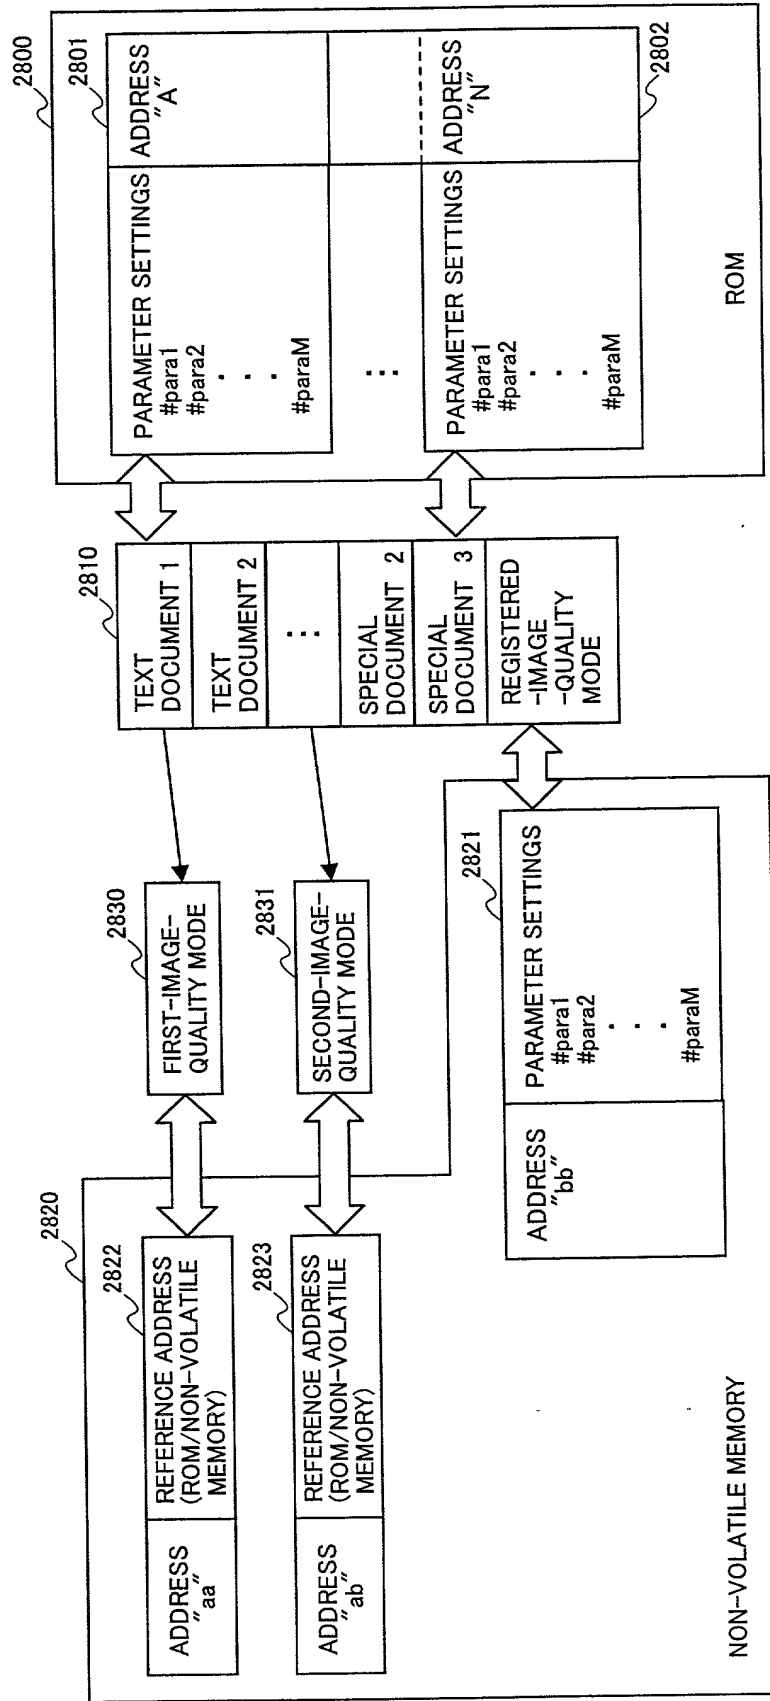 2820
2822
ADDRESS
"aa"
REFERENCE ADDRESS
(ROM/NON-VOLATILE
MEMORY)
2823
ADDRESS
"ab"
REFERENCE ADDRESS
(ROM/NON-VOLATILE
MEMORY)
NON-VOLATILE MEMORY
2830
FIRST-IMAGE-
QUALITY MODE
2831
SECOND-IMAGE-
QUALITY MODE
2821
ADDRESS
"bb"
PARAMETER SETTINGS
#para1
#para2
. . .
#paraM
2810
TEXT
DOCUMENT 1
TEXT
DOCUMENT 2
...
SPECIAL
DOCUMENT 2
SPECIAL
DOCUMENT 3
REGISTERED
-IMAGE
-QUALITY
MODE
2800
2801
PARAMETER SETTINGS
#para1
#para2
. . .
#paraM
ADDRESS
"A"
...
PARAMETER SETTINGS
#para1
#para2
. . .
#paraM
ADDRESS
"N"
2802
ROM